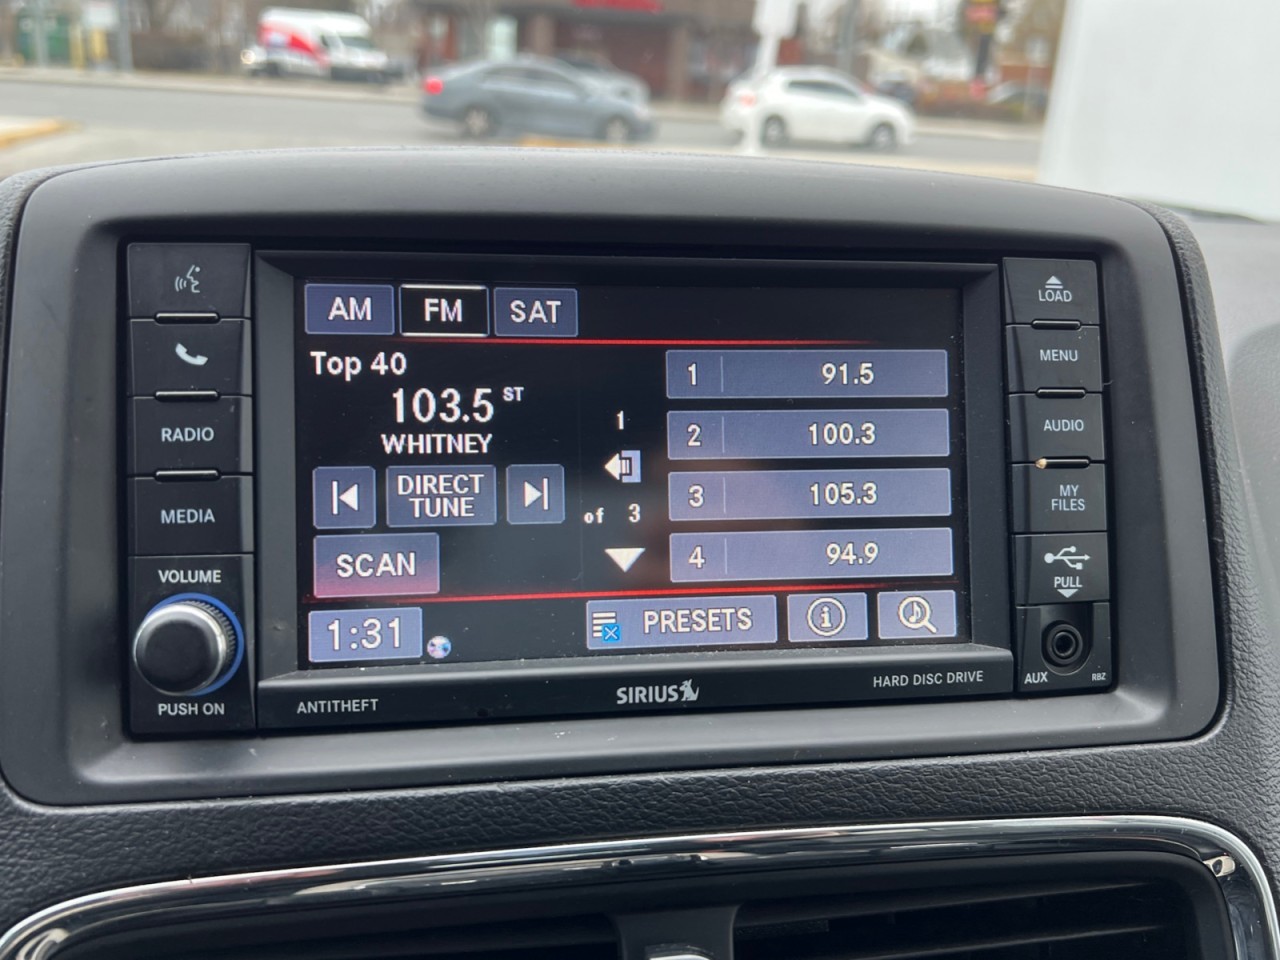 AM FM SAT
Top 40
103.5 ST
WHITNEY
DIRECT
TUNE
SCAN
1:31
1
of 3
1 91.5
2 100.3
3 105.3
4 94.9
PRESETS
i
RADIO
MEDIA
VOLUME
PUSH ON
LOAD
MENU
AUDIO
MY
FILES
PULL
AUX
RBZ
ANTITHEFT
SIRIUS
HARD DISC DRIVE